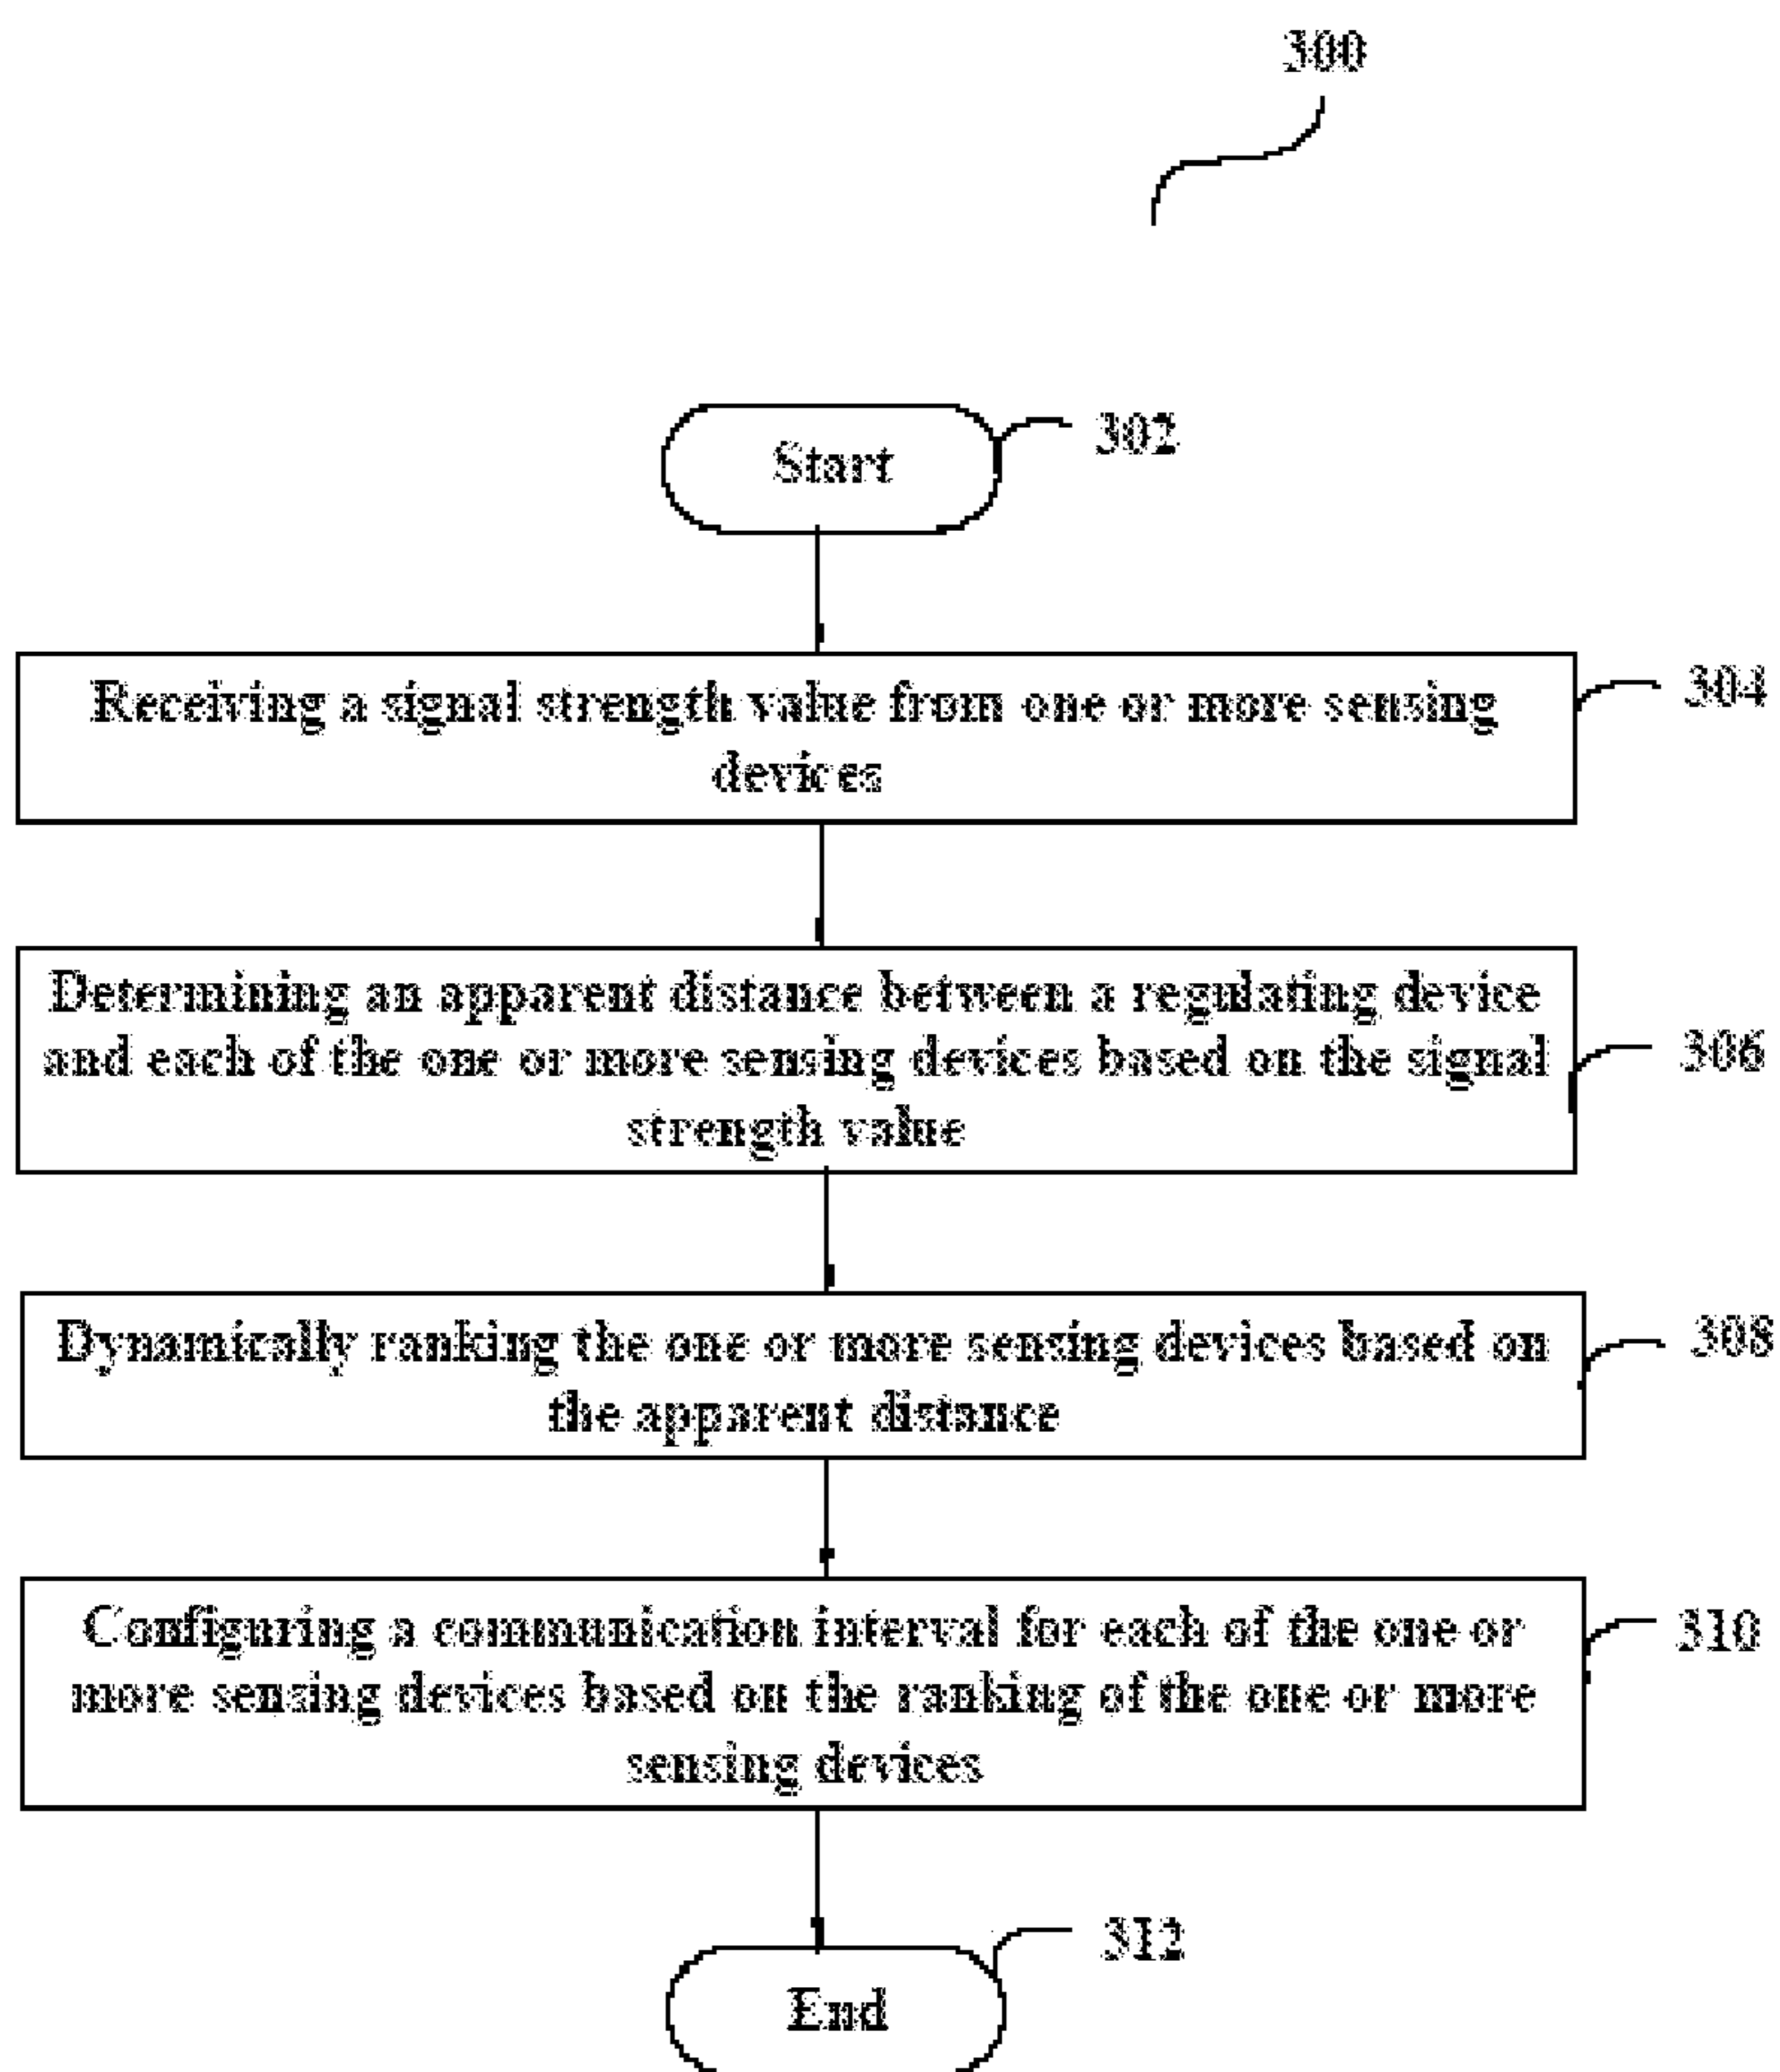 300
Start
302
Receiving a signal strength value from one or more sensing
devices
304
Determining an apparent distance between a regulating device
and each of the one or more sensing devices based on the signal
strength value
306
Dynamically ranking the one or more sensing devices based on
the apparent distance
308
Configuring a communication interval for each of the one or
more sensing devices based on the ranking of the one or more
sensing devices
310
End
312